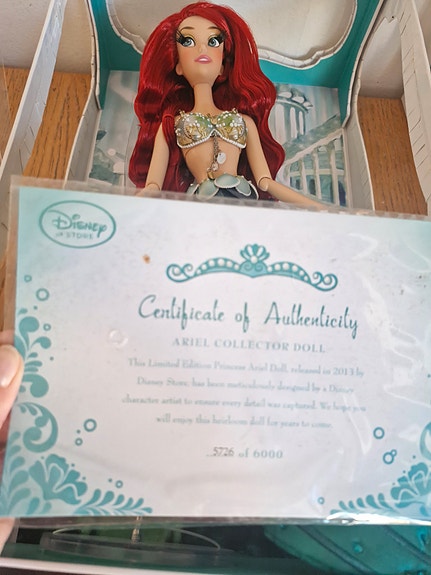 Disney
STORE
Certificate of Authenticity
ARIEL COLLECTOR DOLL
This Limited Edition Princess Ariel Doll, released in 2013 by
Disney Store has been meticulously designed by a Disney
character artist to ensure every detail was captured. We hope you
will enjoy this heirloom doll for years to come.
5726 of 6000